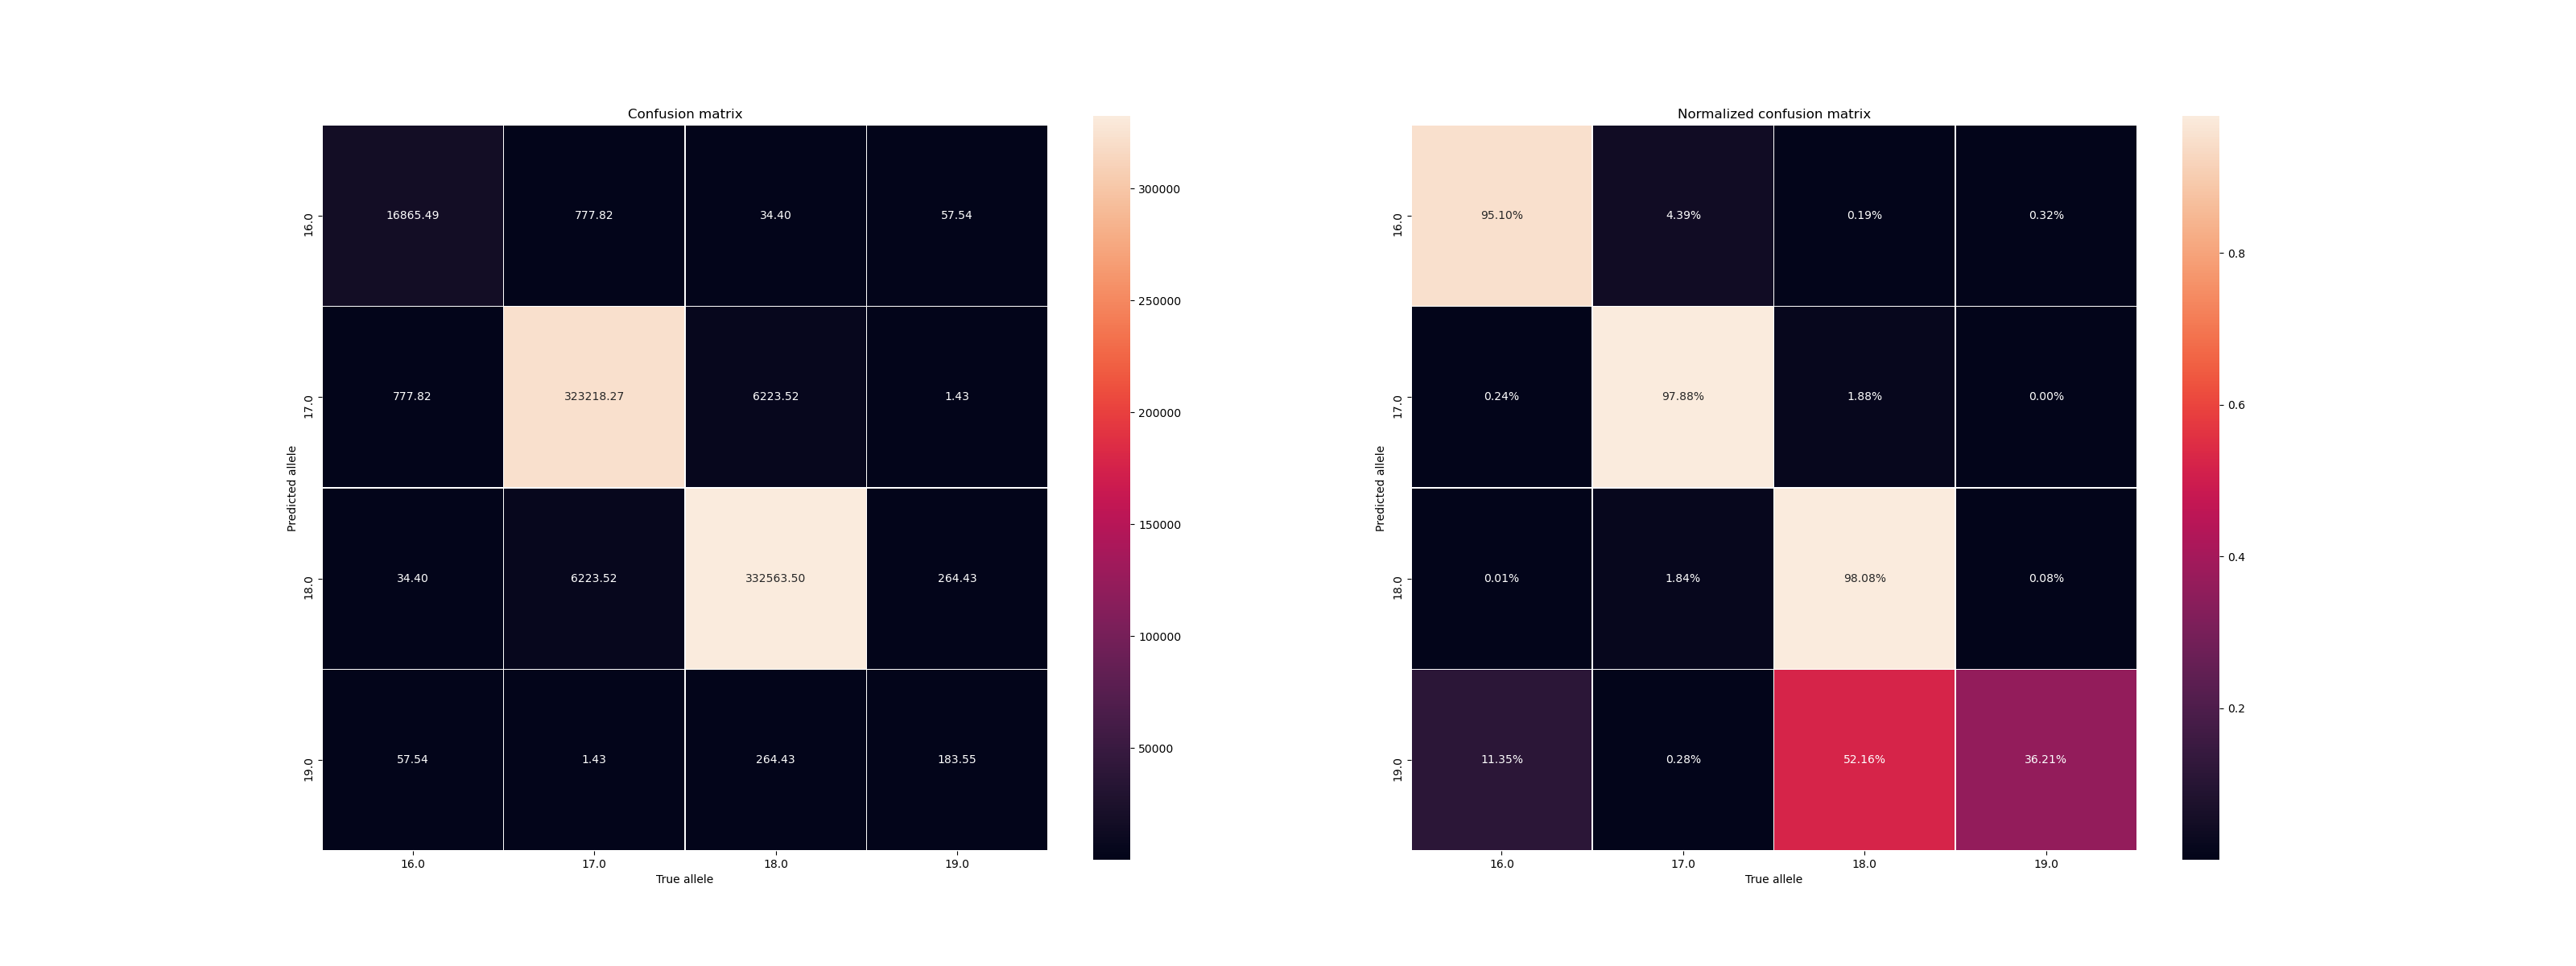 Confusion matrix
16.0
17.0
18.0
19.0
Predicted allele
16865.49 777.82 34.40 57.54
777.82 323218.27 6223.52 1.43
34.40 6223.52 332563.50 264.43
57.54 1.43 264.43 183.55
16.0 17.0 18.0 19.0
True allele
300000
250000
200000
150000
100000
50000
Normalized confusion matrix
16.0
17.0
18.0
19.0
Predicted allele
95.10% 4.39% 0.19% 0.32%
0.24% 97.88% 1.88% 0.00%
0.01% 1.84% 98.08% 0.08%
11.35% 0.28% 52.16% 36.21%
16.0 17.0 18.0 19.0
True allele
0.8
0.6
0.4
0.2